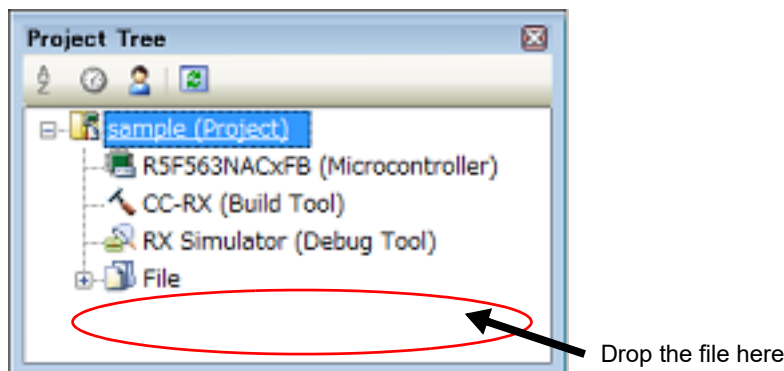 Project Tree
sample (Project)
R5F563NACxFB (Microcontroller)
CC-RX (Build Tool)
RX Simulator (Debug Tool)
File
Drop the file here